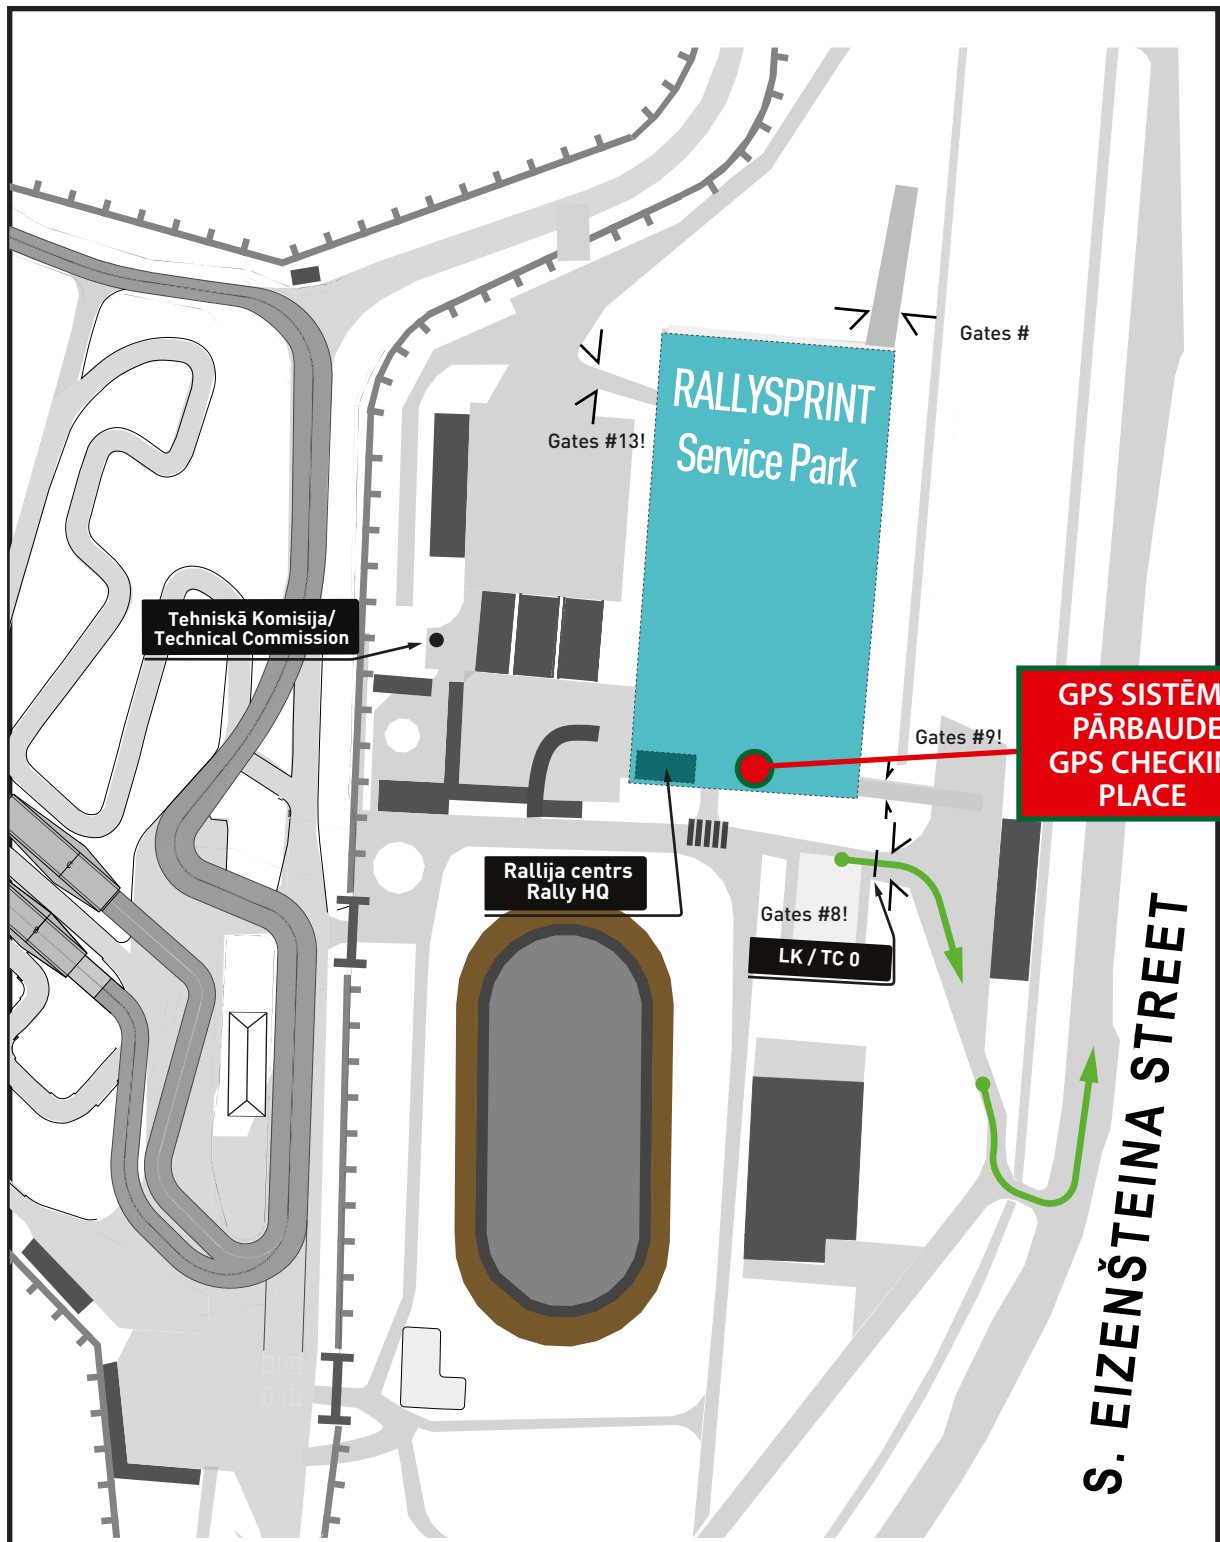 Gates #
RALLYSPRINT
Service Park
Gates #13!
Tehniskā Komisija/
Technical Commission
GPS SISTĒM
PĀRBAUDE
GPS CHECKIN
PLACE
Gates #9!
Rallija centrs
Rally HQ
Gates #8!
LK / TC 0
S. EIZENŠTEINA STREET